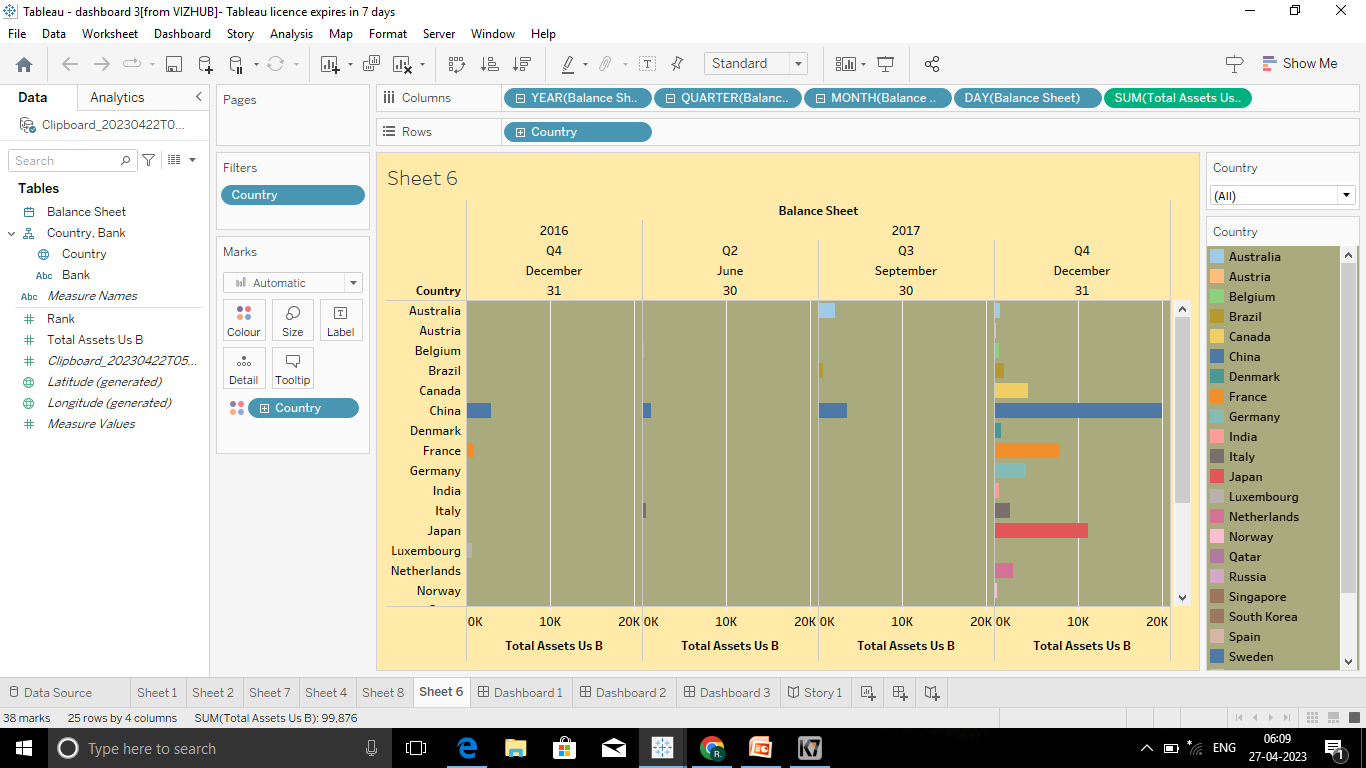 Tableau - dashboard 3[from VIZHUB]- Tableau licence expires in 7 days
File Data Worksheet Dashboard Story Analysis Map Format Server Window Help
Standard
Show Me
Data Analytics
Clipboard_20230422T0...
Search
Tables
Balance Sheet
Country, Bank
Country
Abc Bank
Abc Measure Names
Rank
Total Assets Us B
Clipboard_20230422T05...
Latitude (generated)
Longitude (generated)
Measure Values
Pages
Filters
Country
Marks
Automatic
Colour Size Label
Detail Tooltip
Country
Columns YEAR(Balance Sh.. QUARTER(Balanc.. MONTH(Balance .. DAY(Balance Sheet) SUM(Total Assets Us..
Rows Country
Sheet 6
Balance Sheet
2016 2017
Q4 Q2 Q3 Q4
December June September December
Country 31 30 30 31
Australia
Austria
Belgium
Brazil
Canada
China
Denmark
France
Germany
India
Italy
Japan
Luxembourg
Netherlands
Norway
0K 10K 20K 0K 10K 20K 0K 10K 20K 0K 10K 20K
Total Assets Us B Total Assets Us B Total Assets Us B Total Assets Us B
Country
(All)
Country
Australia
Austria
Belgium
Brazil
Canada
China
Denmark
France
Germany
India
Italy
Japan
Luxembourg
Netherlands
Norway
Qatar
Russia
Singapore
South Korea
Spain
Sweden
Data Source Sheet 1 Sheet 2 Sheet 7 Sheet 4 Sheet 8 Sheet 6 Dashboard 1 Dashboard 2 Dashboard 3 Story 1
38 marks 25 rows by 4 columns SUM(Total Assets Us B): 99.876
Type here to search
ENG
06:09
27-04-2023
1